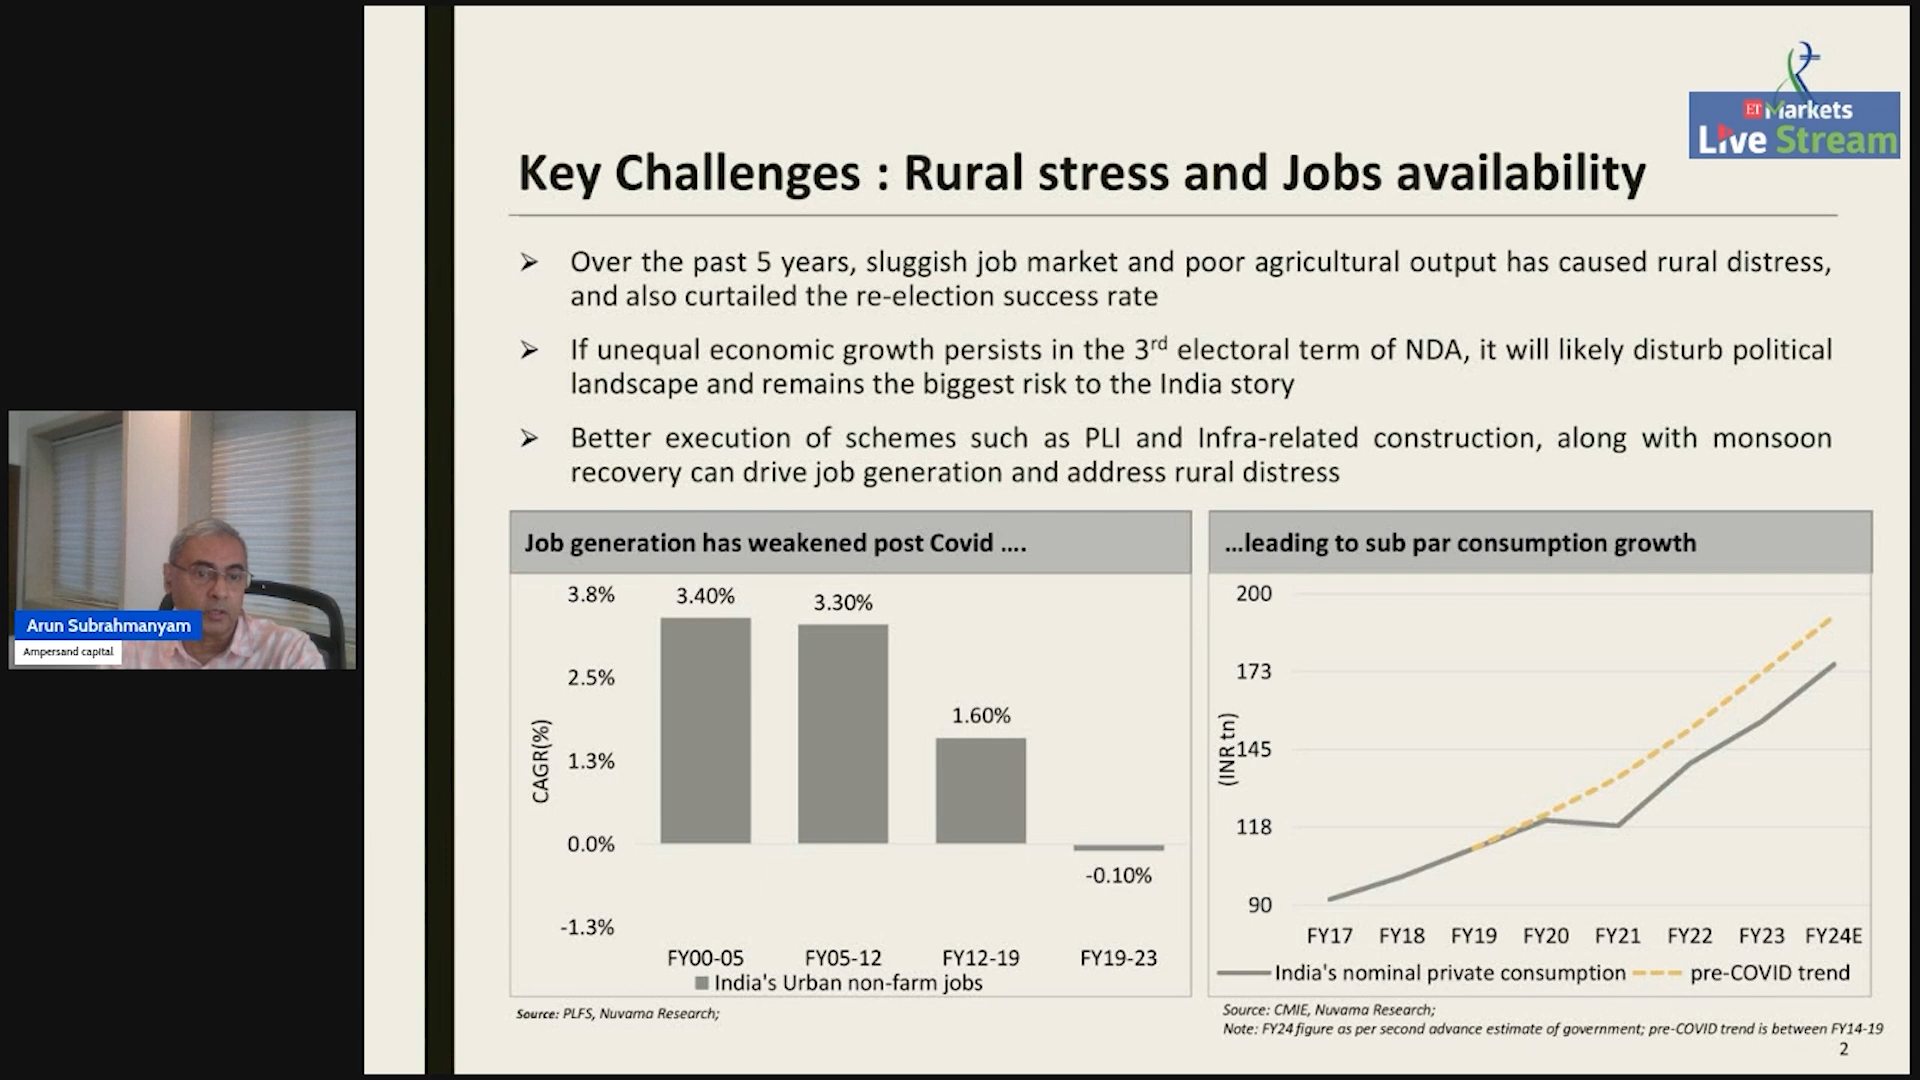 ET Markets
Live Stream
Key Challenges : Rural stress and Jobs availability
➢ Over the past 5 years, sluggish job market and poor agricultural output has caused rural distress,
and also curtailed the re-election success rate
➢ If unequal economic growth persists in the 3rd electoral term of NDA, it will likely disturb political
landscape and remains the biggest risk to the India story
➢ Better execution of schemes such as PLI and Infra-related construction, along with monsoon
recovery can drive job generation and address rural distress
Job generation has weakened post Covid ....
3.8%
2.5%
1.3%
0.0%
-1.3%
CAGR(%)
3.40%
3.30%
1.60%
-0.10%
FY00-05 FY05-12 FY12-19 FY19-23
India's Urban non-farm jobs
Source: PLFS, Nuvama Research;
...leading to sub par consumption growth
200
173
145
118
90
(INR tn)
FY17 FY18 FY19 FY20 FY21 FY22 FY23 FY24E
India's nominal private consumption pre-COVID trend
Source: CMIE, Nuvama Research;
Note: FY24 figure as per second advance estimate of government; pre-COVID trend is between FY14-19
2
Arun Subrahmanyam
Ampersand capital